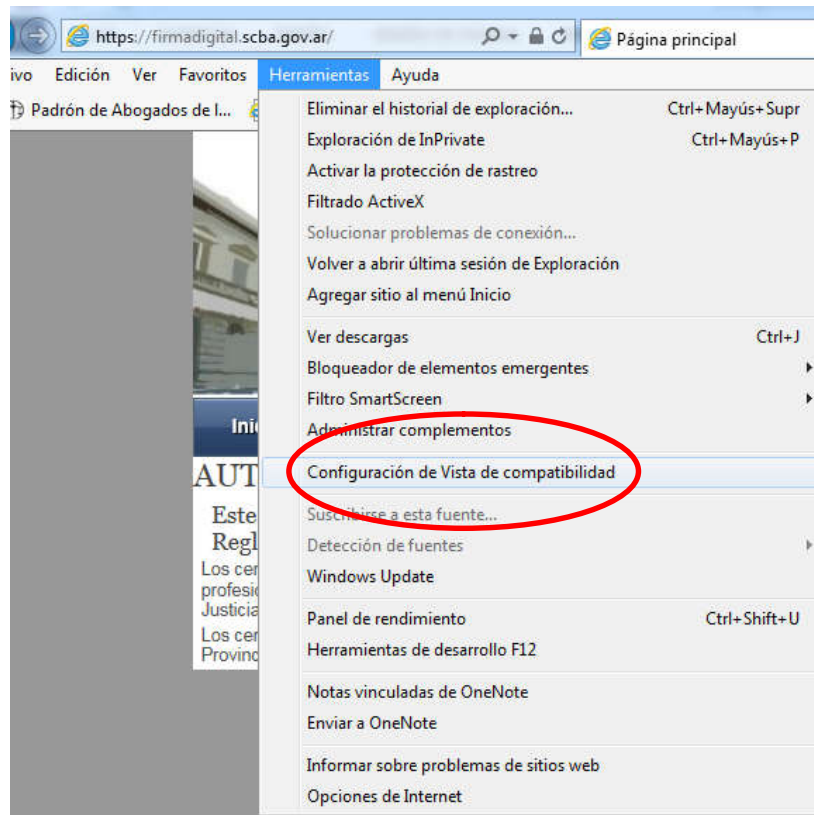 https://firmadigital.scba.gov.ar/ Página principal
ivo Edición Ver Favoritos Herramientas Ayuda
Padrón de Abogados de l...
Eliminar el historial de exploración... Ctrl+Mayús+Supr
Exploración de InPrivate Ctrl+Mayús+P
Activar la protección de rastreo
Filtrado ActiveX
Solucionar problemas de conexión...
Volver a abrir última sesión de Exploración
Agregar sitio al menú Inicio
Ver descargas Ctrl+J
Bloqueador de elementos emergentes
Filtro SmartScreen
Administrar complementos
Configuración de Vista de compatibilidad
Suscribirse a esta fuente...
Detección de fuentes
Windows Update
Panel de rendimiento Ctrl+Shift+U
Herramientas de desarrollo F12
Notas vinculadas de OneNote
Enviar a OneNote
Informar sobre problemas de sitios web
Opciones de Internet
Ini
AUT
Este
Regl
Los cer
profesi
Justicia
Los cer
Provinc